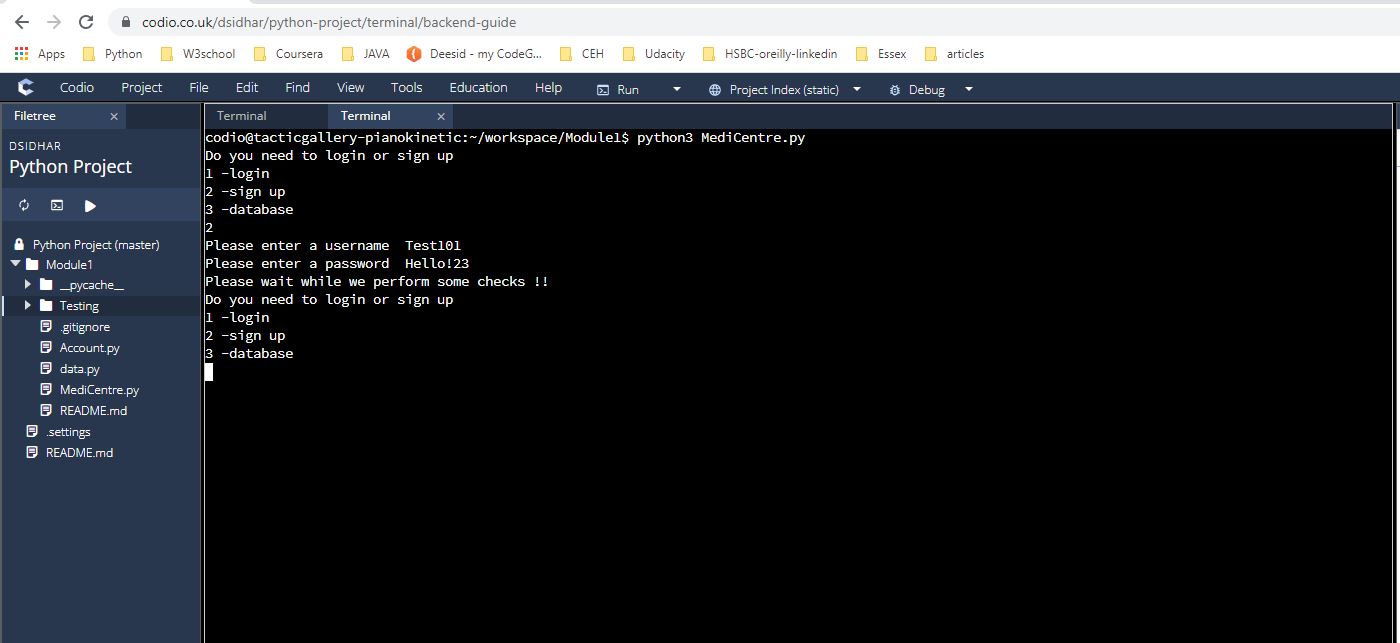 codio.co.uk/dsidhar/python-project/terminal/backend-guide
Apps Python W3school Coursera JAVA Deesid - my CodeG... CEH Udacity HSBC-oreilly-linkedin Essex articles
Codio Project File Edit Find View Tools Education Help Run Project Index (static) Debug
Filetree
Terminal Terminal
DSIDHAR
Python Project
Python Project (master)
Module1
__pycache__
Testing
.gitignore
Account.py
data.py
MediCentre.py
README.md
.settings
README.md
codio@tacticgallery-pianokinetic:~/workspace/Module1$ python3 MediCentre.py
Do you need to login or sign up
1 -login
2 -sign up
3 -database
2
Please enter a username  Test101
Please enter a password  Hello!23
Please wait while we perform some checks !!
Do you need to login or sign up
1 -login
2 -sign up
3 -database